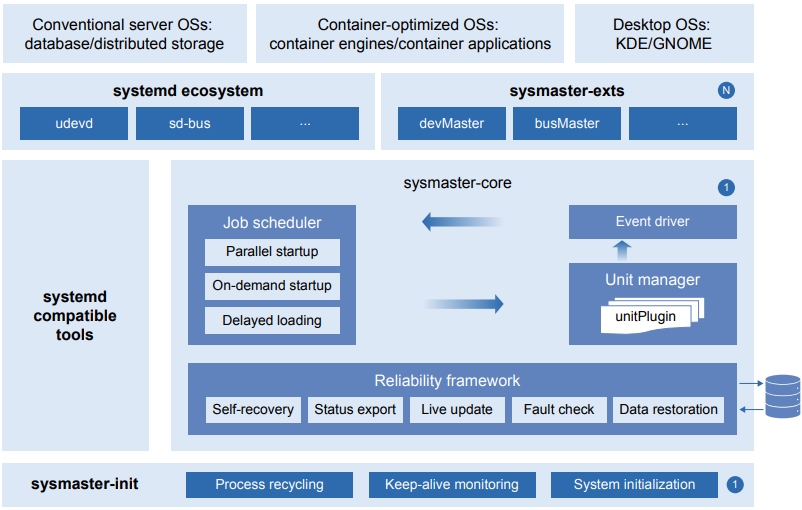 Conventional server OSs:
database/distributed storage
Container-optimized OSs:
container engines/container applications
Desktop OSs:
KDE/GNOME
systemd ecosystem
udevd
sd-bus
...
sysmaster-exts
N
devMaster
busMaster
...
systemd
compatible
tools
sysmaster-core
1
Job scheduler
Parallel startup
On-demand startup
Delayed loading
Event driver
Unit manager
unitPlugin
Reliability framework
Self-recovery
Status export
Live update
Fault check
Data restoration
sysmaster-init
Process recycling
Keep-alive monitoring
System initialization
1